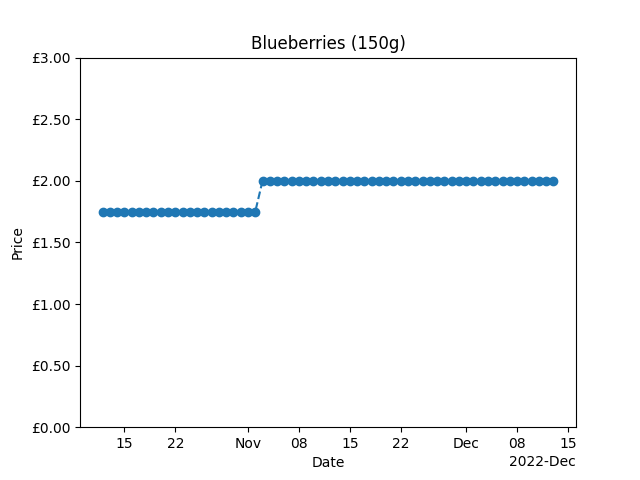 Blueberries (150g)
£3.00
£2.50
£2.00
£1.50
£1.00
£0.50
£0.00
Price
15 22 Nov 08 15 22 Dec 08 15
Date
2022-Dec